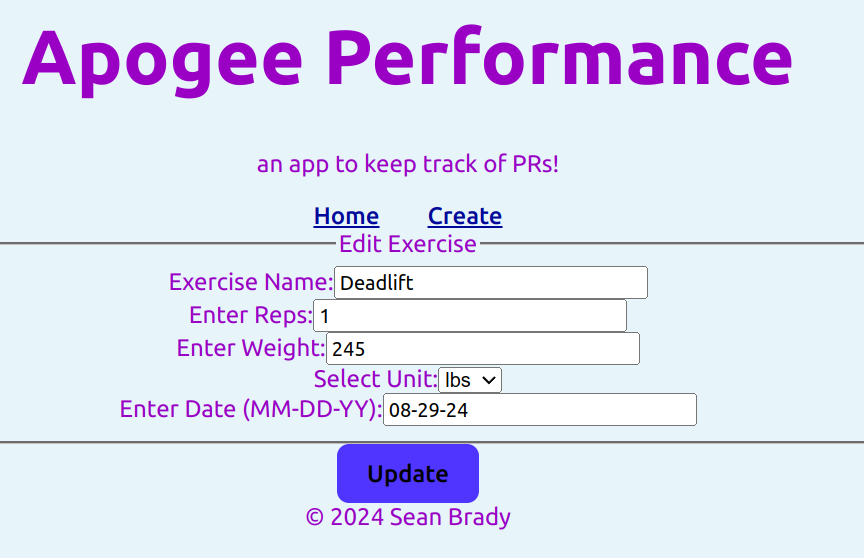 Apogee Performance
an app to keep track of PRs!
Home Create
Edit Exercise
Exercise Name: Deadlift
Enter Reps: 1
Enter Weight: 245
Select Unit: lbs
Enter Date (MM-DD-YY): 08-29-24
Update
© 2024 Sean Brady